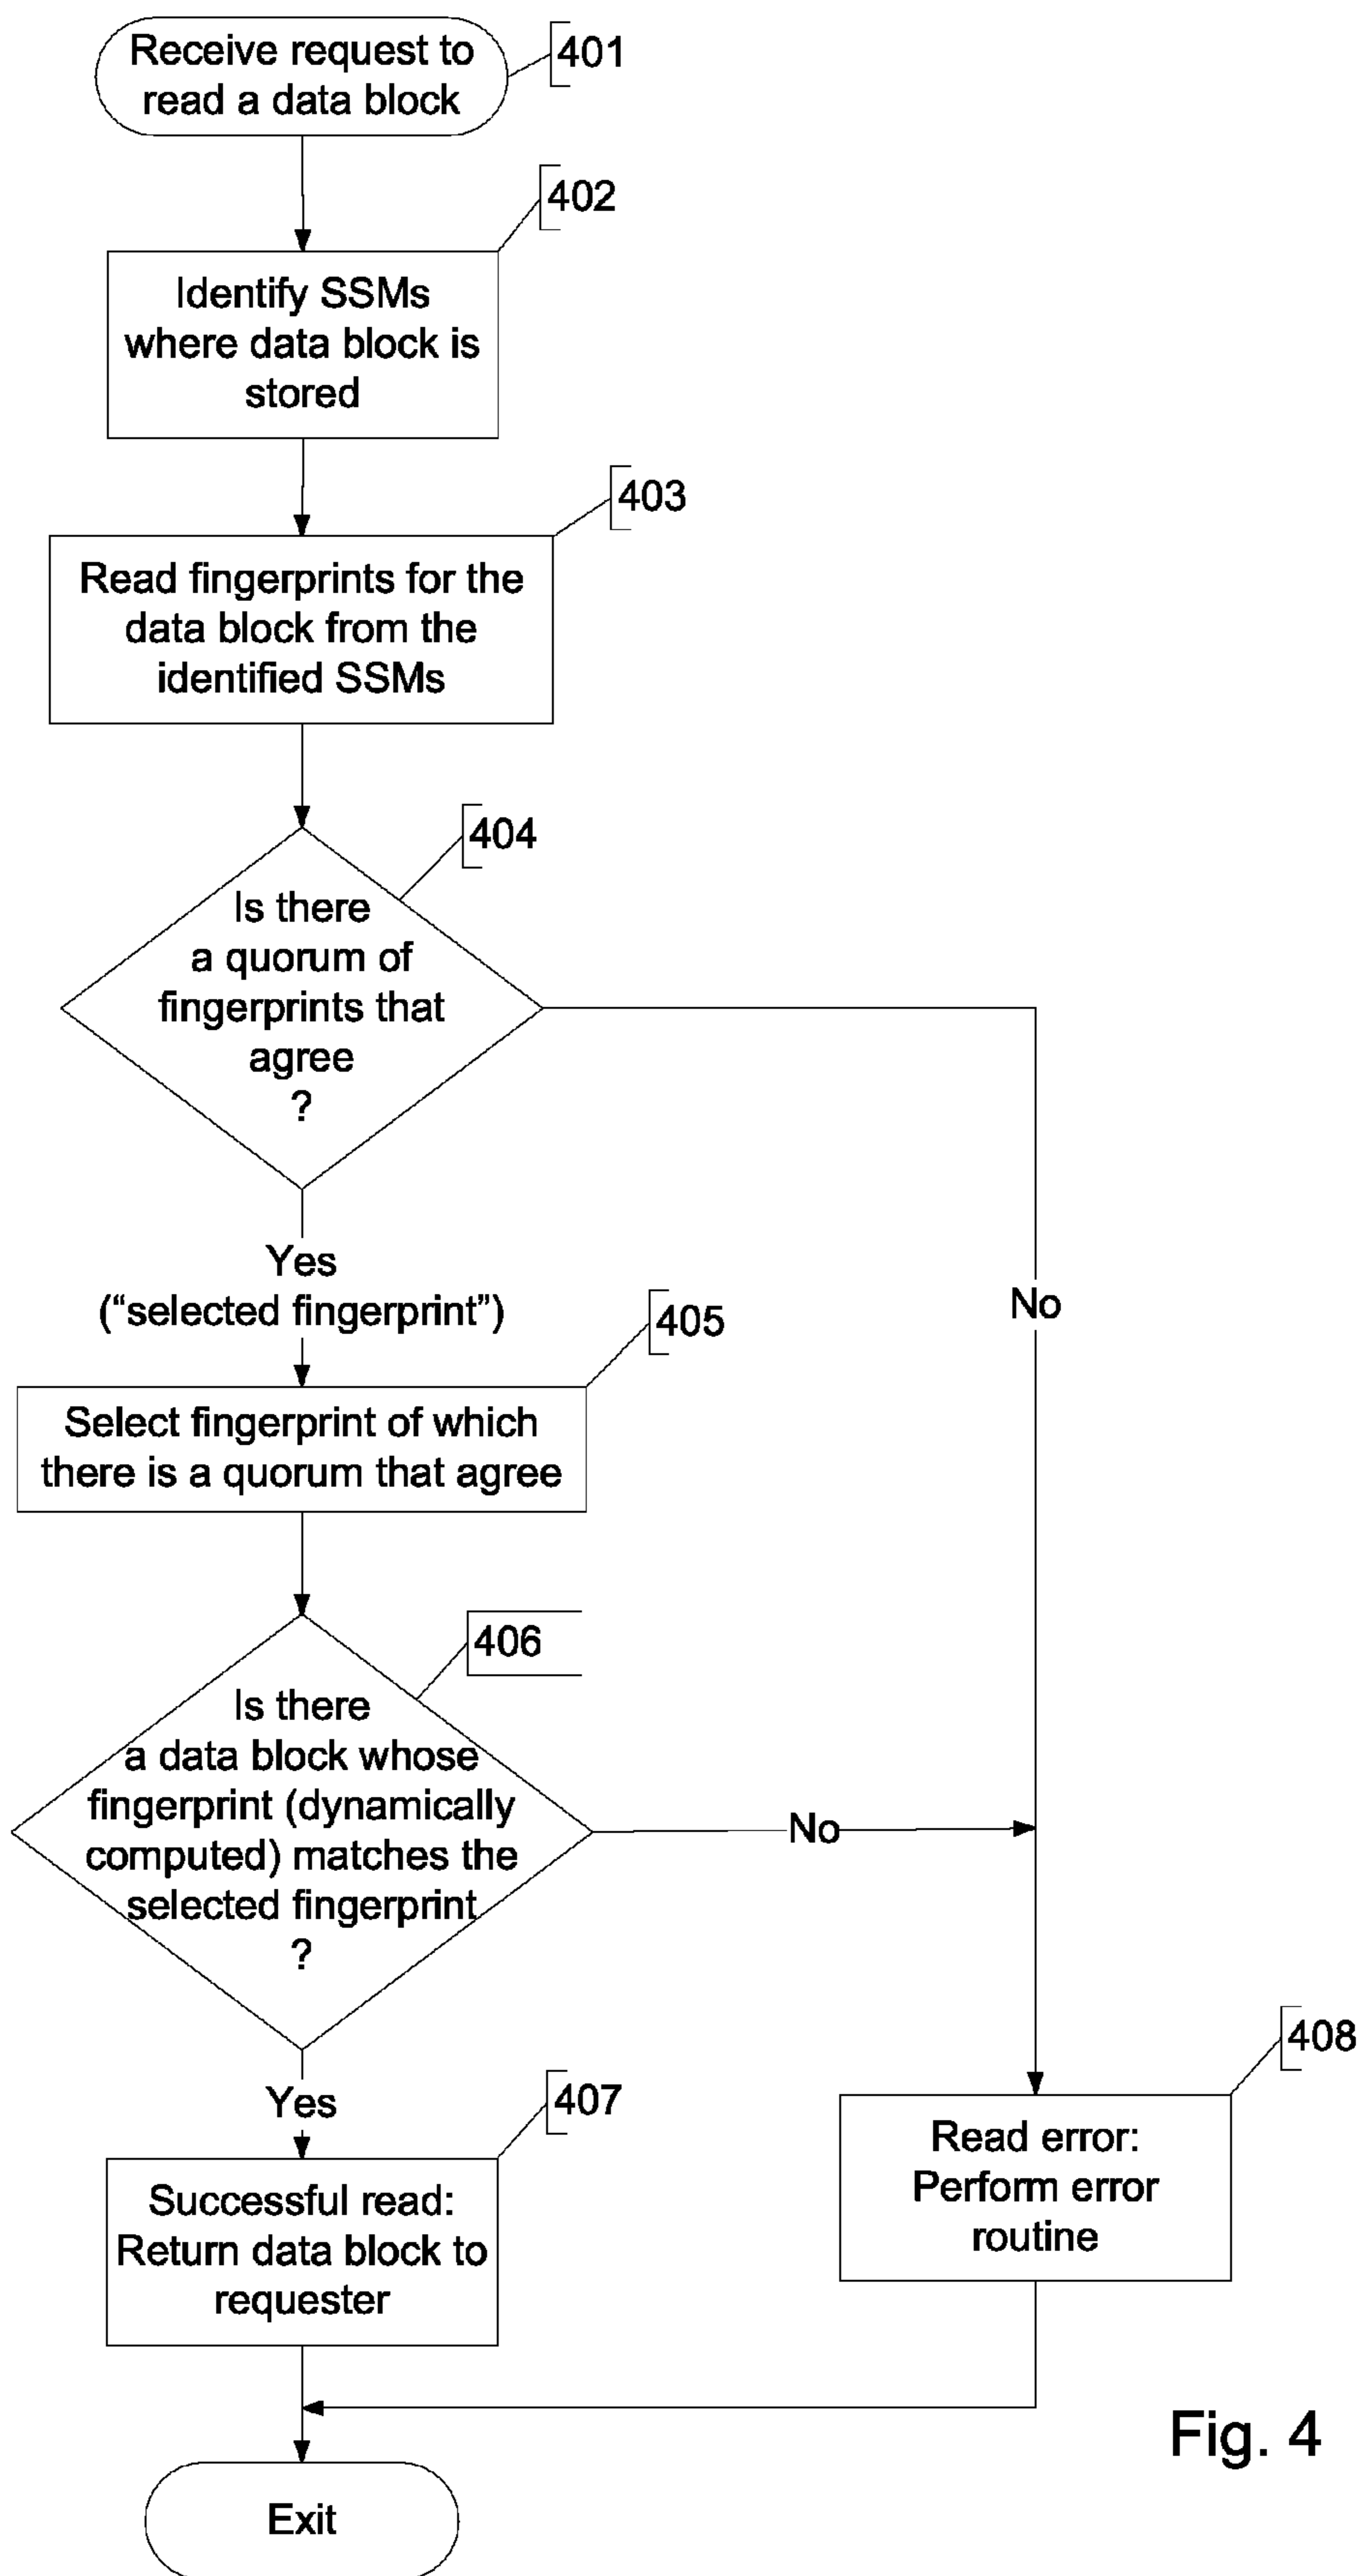 Receive request to
read a data block
401
402
Identify SSMs
where data block is
stored
403
Read fingerprints for the
data block from the
identified SSMs
404
Is there
a quorum of
fingerprints that
agree
?
Yes
(“selected fingerprint”)
No
405
Select fingerprint of which
there is a quorum that agree
406
Is there
a data block whose
fingerprint (dynamically
computed) matches the
selected fingerprint
?
No
Yes
407
408
Successful read:
Return data block to
requester
Read error:
Perform error
routine
Fig. 4
Exit